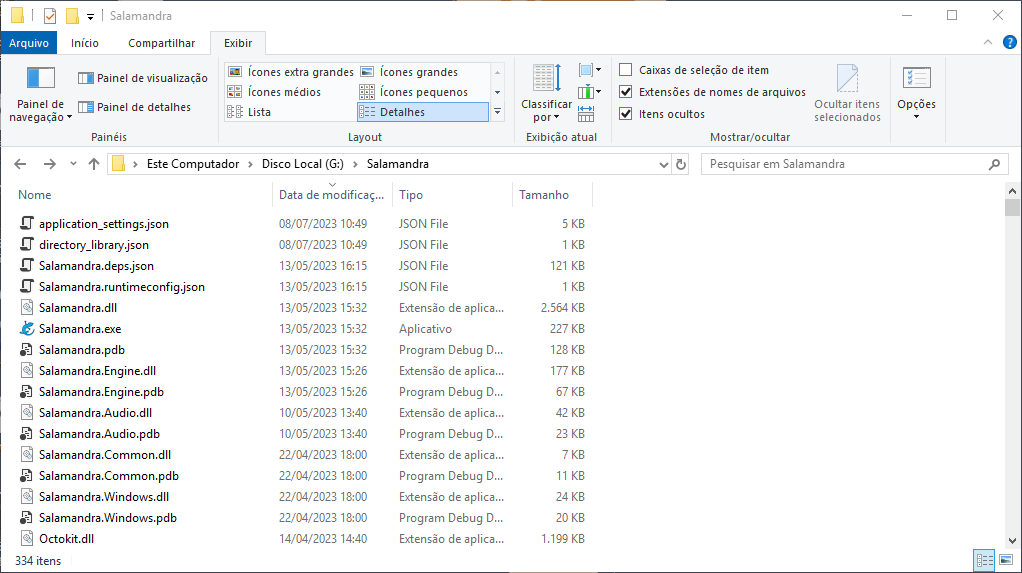 Salamandra
Arquivo Início Compartilhar Exibir
Painel de navegação
Painel de visualização
Painel de detalhes
Painéis
Ícones extra grandes Ícones grandes
Ícones médios Ícones pequenos
Lista Detalhes
Layout
Classificar por
Exibição atual
Caixas de seleção de item
Extensões de nomes de arquivos
Itens ocultos
Ocultar itens selecionados
Mostrar/ocultar
Opções
Este Computador > Disco Local (G:) > Salamandra
Pesquisar em Salamandra
Nome Data de modificaç... Tipo Tamanho
application_settings.json 08/07/2023 10:49 JSON File 5 KB
directory_library.json 08/07/2023 10:49 JSON File 1 KB
Salamandra.deps.json 13/05/2023 16:15 JSON File 121 KB
Salamandra.runtimeconfig.json 13/05/2023 16:15 JSON File 1 KB
Salamandra.dll 13/05/2023 15:32 Extensão de aplica... 2.564 KB
Salamandra.exe 13/05/2023 15:32 Aplicativo 227 KB
Salamandra.pdb 13/05/2023 15:32 Program Debug D... 128 KB
Salamandra.Engine.dll 13/05/2023 15:26 Extensão de aplica... 177 KB
Salamandra.Engine.pdb 13/05/2023 15:26 Program Debug D... 67 KB
Salamandra.Audio.dll 10/05/2023 13:40 Extensão de aplica... 42 KB
Salamandra.Audio.pdb 10/05/2023 13:40 Program Debug D... 23 KB
Salamandra.Common.dll 22/04/2023 18:00 Extensão de aplica... 7 KB
Salamandra.Common.pdb 22/04/2023 18:00 Program Debug D... 11 KB
Salamandra.Windows.dll 22/04/2023 18:00 Extensão de aplica... 24 KB
Salamandra.Windows.pdb 22/04/2023 18:00 Program Debug D... 20 KB
Octokit.dll 14/04/2023 14:40 Extensão de aplica... 1.199 KB
334 itens